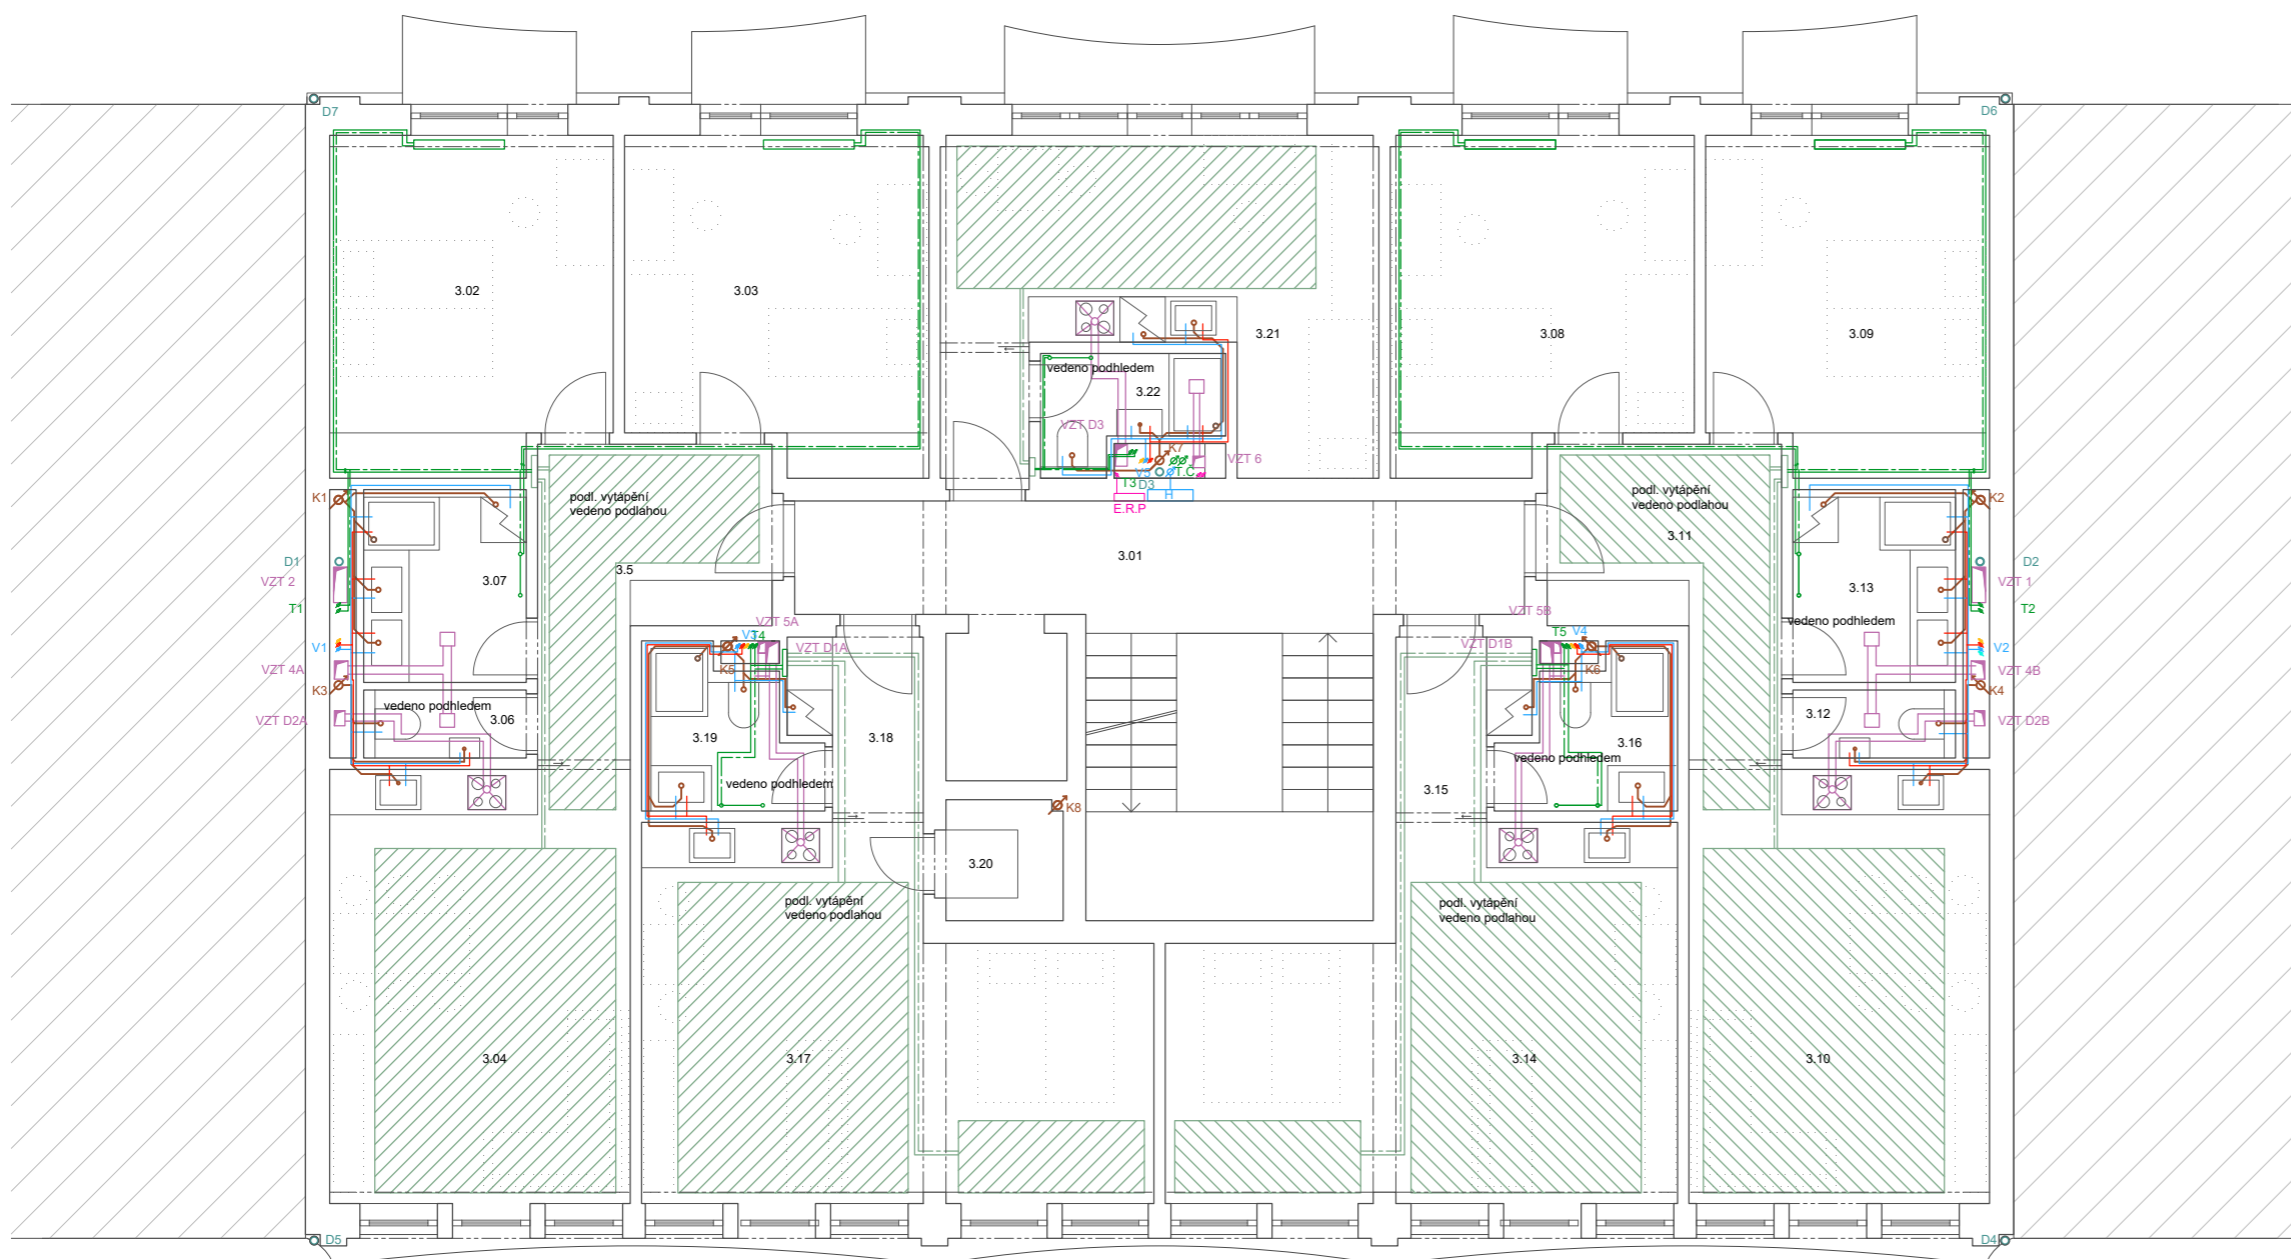 D7
D6
3.02
3.03
3.21
3.08
3.09
vedeno podhledem
3.22
VZT D3
K7
VZT 6
V5
T.C
T3
D3
H
E.R.P
K1
podl. vytápění
vedeno podlahou
podl. vytápění
vedeno podlahou
K2
3.11
3.01
D1
3.5
D2
VZT 2
3.07
3.13
VZT 1
T1
T2
VZT 5A
VZT 5B
vedeno podhledem
V1
V3
T4
VZT D1A
VZT D1B
T5
V4
V2
VZT 4A
K5
K6
VZT 4B
K3
K4
vedeno podhledem
3.06
3.12
VZT D2A
VZT D2B
3.19
3.18
3.16
vedeno podhledem
vedeno podhledem
3.15
K8
3.20
podl. vytápění
vedeno podlahou
podl. vytápění
vedeno podlahou
3.04
3.17
3.14
3.10
D5
D4